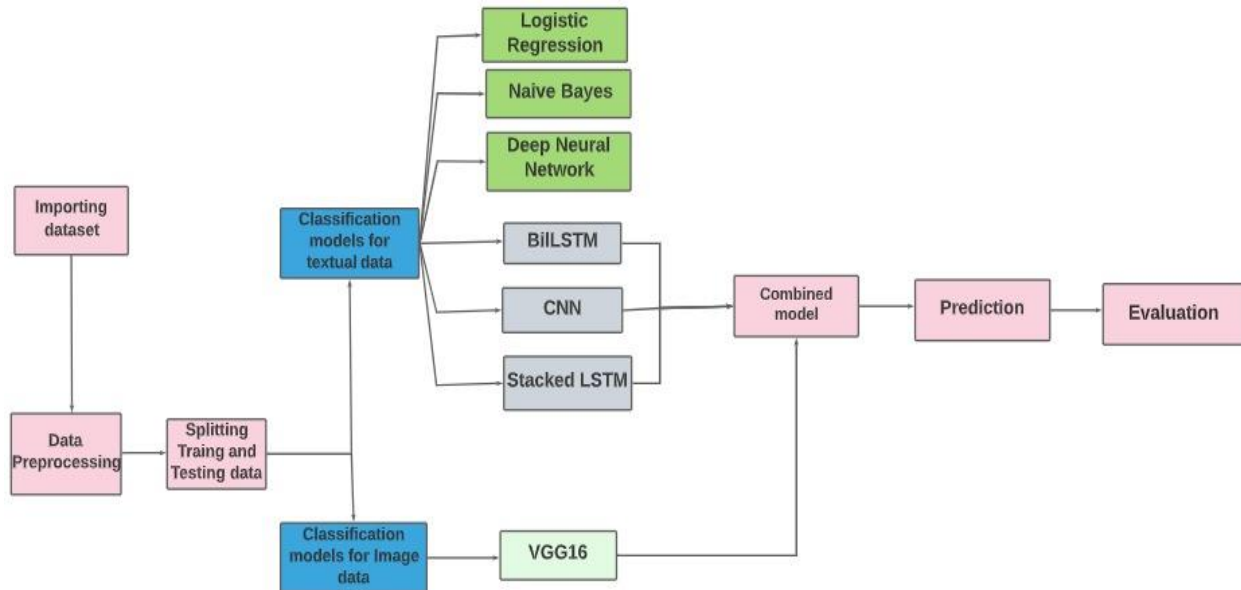 Logistic
Regression
Naive Bayes
Deep Neural
Network
Importing
dataset
Classification
models for
textual data
BilLSTM
CNN
Stacked LSTM
Combined
model
Prediction
Evaluation
Data
Preprocessing
Splitting
Traing and
Testing data
Classification
models for Image
data
VGG16